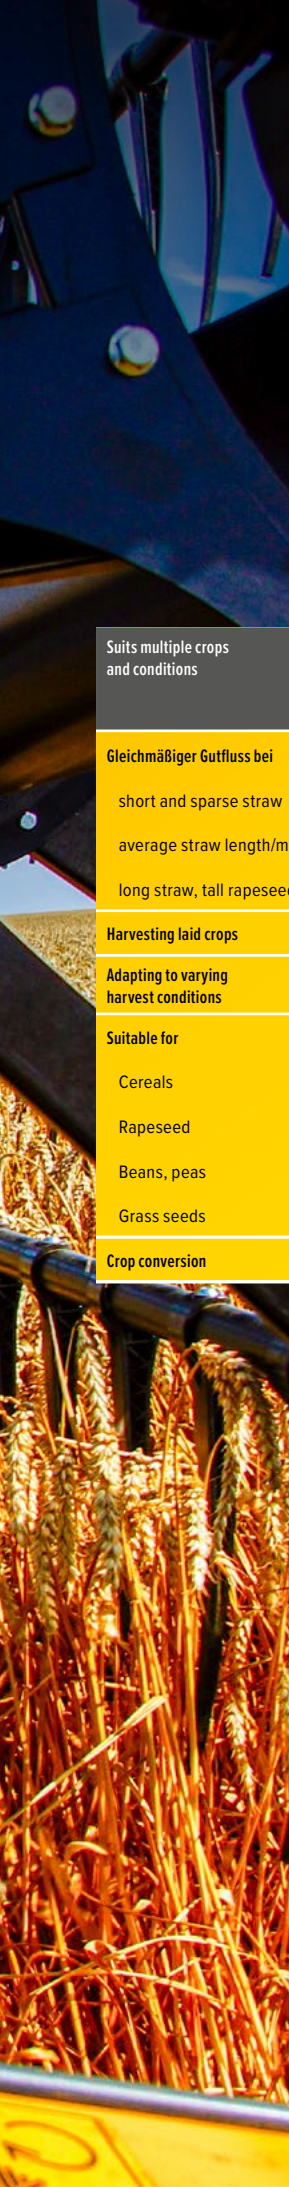 Suits multiple crops
and conditions
Gleichmäßiger Gutfluss bei
short and sparse straw
average straw length/m
long straw, tall rapeseed
Harvesting laid crops
Adapting to varying
harvest conditions
Suitable for
Cereals
Rapeseed
Beans, peas
Grass seeds
Crop conversion